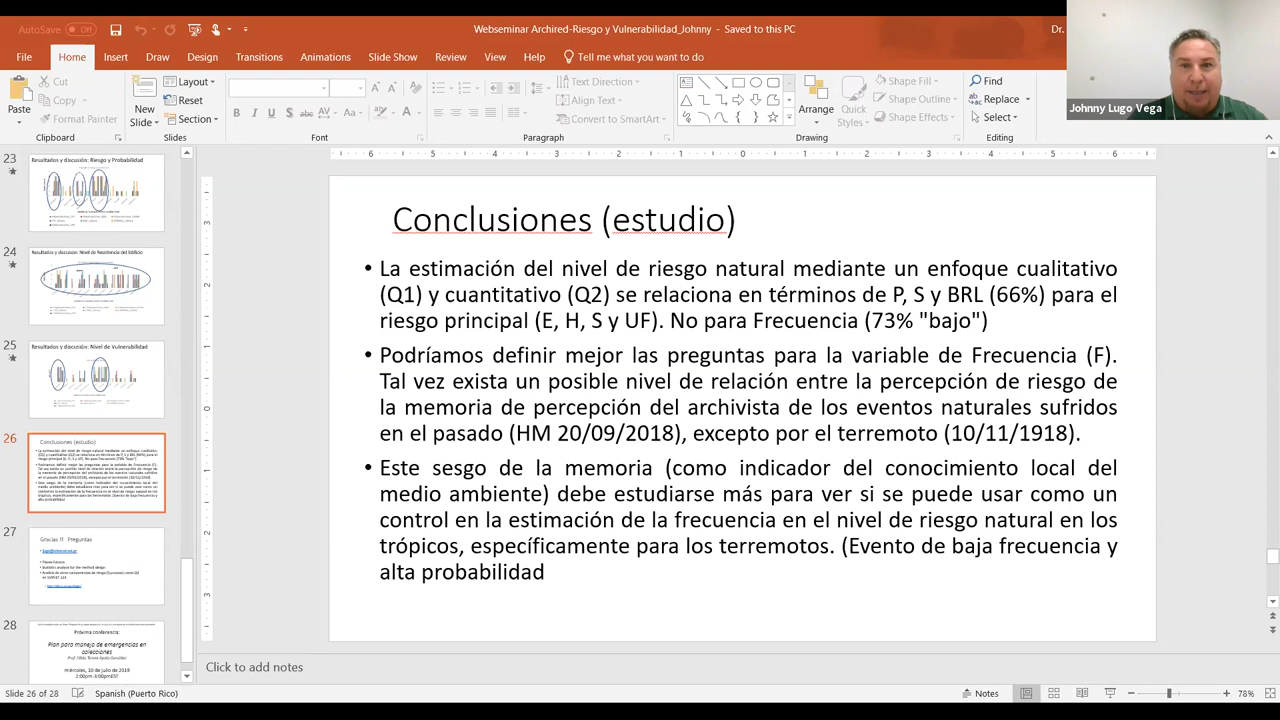 AutoSave Off
Webseminar Archired-Riesgo y Vulnerabilidad_Johnny - Saved to this PC
Dr.
File Home Insert Draw Design Transitions Animations Slide Show Review View Help Tell me what you want to do
Johnny Lugo Vega
Paste
Cut
Copy
Format Painter
Clipboard
New Slide
Layout
Reset
Section
Slides
Font
Text Direction
Align Text
Convert to SmartArt
Paragraph
Arrange
Quick Styles
Shape Fill
Shape Outline
Shape Effects
Drawing
Find
Replace
Select
Editing
23
Resultados y discusión: Riesgo y Probabilidad
24
Resultados y discusión: Nivel de Resistencia del Edificio
25
Resultados y discusión: Nivel de Vulnerabilidad
26
Conclusiones (estudio)
27
Gracias !! Preguntas
28
Próxima conferencia:
Plan para manejo de emergencias en
colecciones
miércoles, 10 de julio de 2019
2:00pm -3:00pmEST
Conclusiones (estudio)
• La estimación del nivel de riesgo natural mediante un enfoque cualitativo
(Q1) y cuantitativo (Q2) se relaciona en términos de P, S y BRL (66%) para el
riesgo principal (E, H, S y UF). No para Frecuencia (73% "bajo")
• Podríamos definir mejor las preguntas para la variable de Frecuencia (F).
Tal vez exista un posible nivel de relación entre la percepción de riesgo de
la memoria de percepción del archivista de los eventos naturales sufridos
en el pasado (HM 20/09/2018), excepto por el terremoto (10/11/1918).
• Este sesgo de la memoria (como indicador del conocimiento local del
medio ambiente) debe estudiarse más para ver si se puede usar como un
control en la estimación de la frecuencia en el nivel de riesgo natural en los
trópicos, específicamente para los terremotos. (Evento de baja frecuencia y
alta probabilidad
Click to add notes
Slide 26 of 28 Spanish (Puerto Rico) Notes 78%